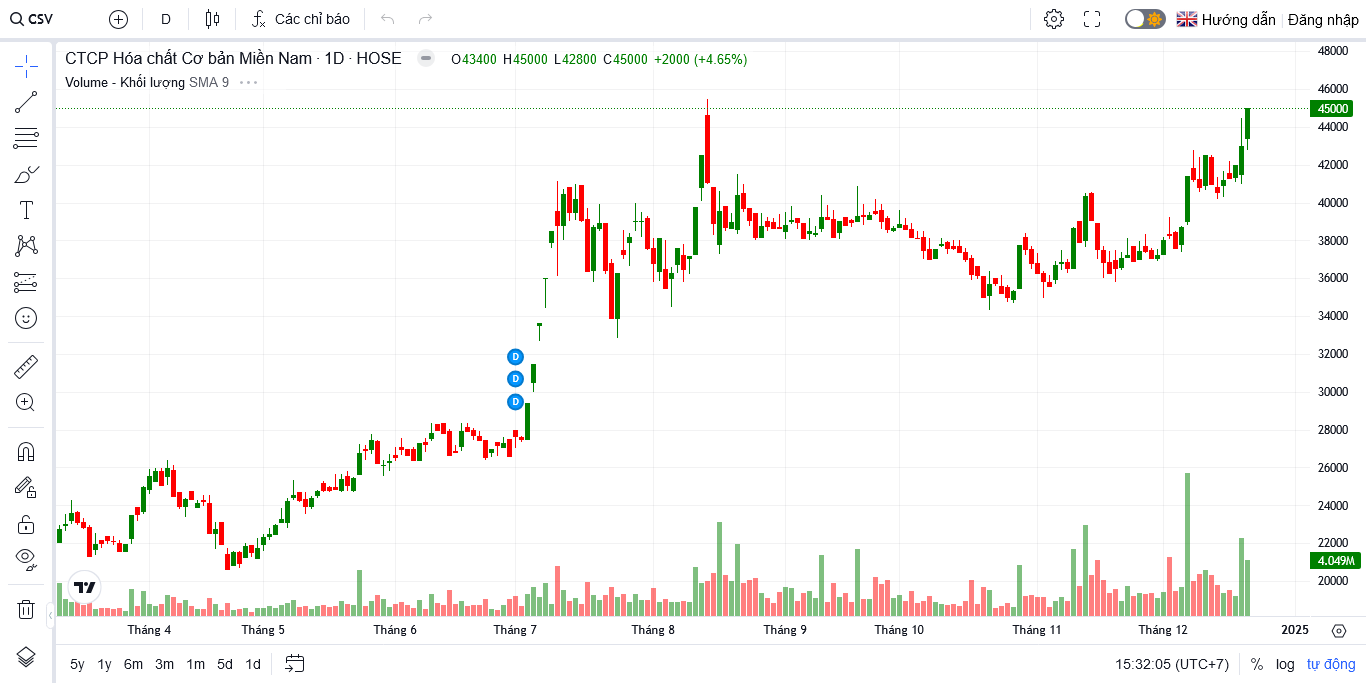 CSV D Các chỉ báo Hướng dẫn Đăng nhập
CTCP Hóa chất Cơ bản Miền Nam · 1D · HOSE O43400 H45000 L42800 C45000 +2000 (+4.65%)
Volume - Khối lượng SMA 9
48000
46000
45000
44000
42000
40000
38000
36000
34000
32000
D
D
D
30000
28000
26000
24000
22000
4.049M
20000
Tháng 4 Tháng 5 Tháng 6 Tháng 7 Tháng 8 Tháng 9 Tháng 10 Tháng 11 Tháng 12 2025
5y 1y 6m 3m 1m 5d 1d 15:32:05 (UTC+7) % log tự động